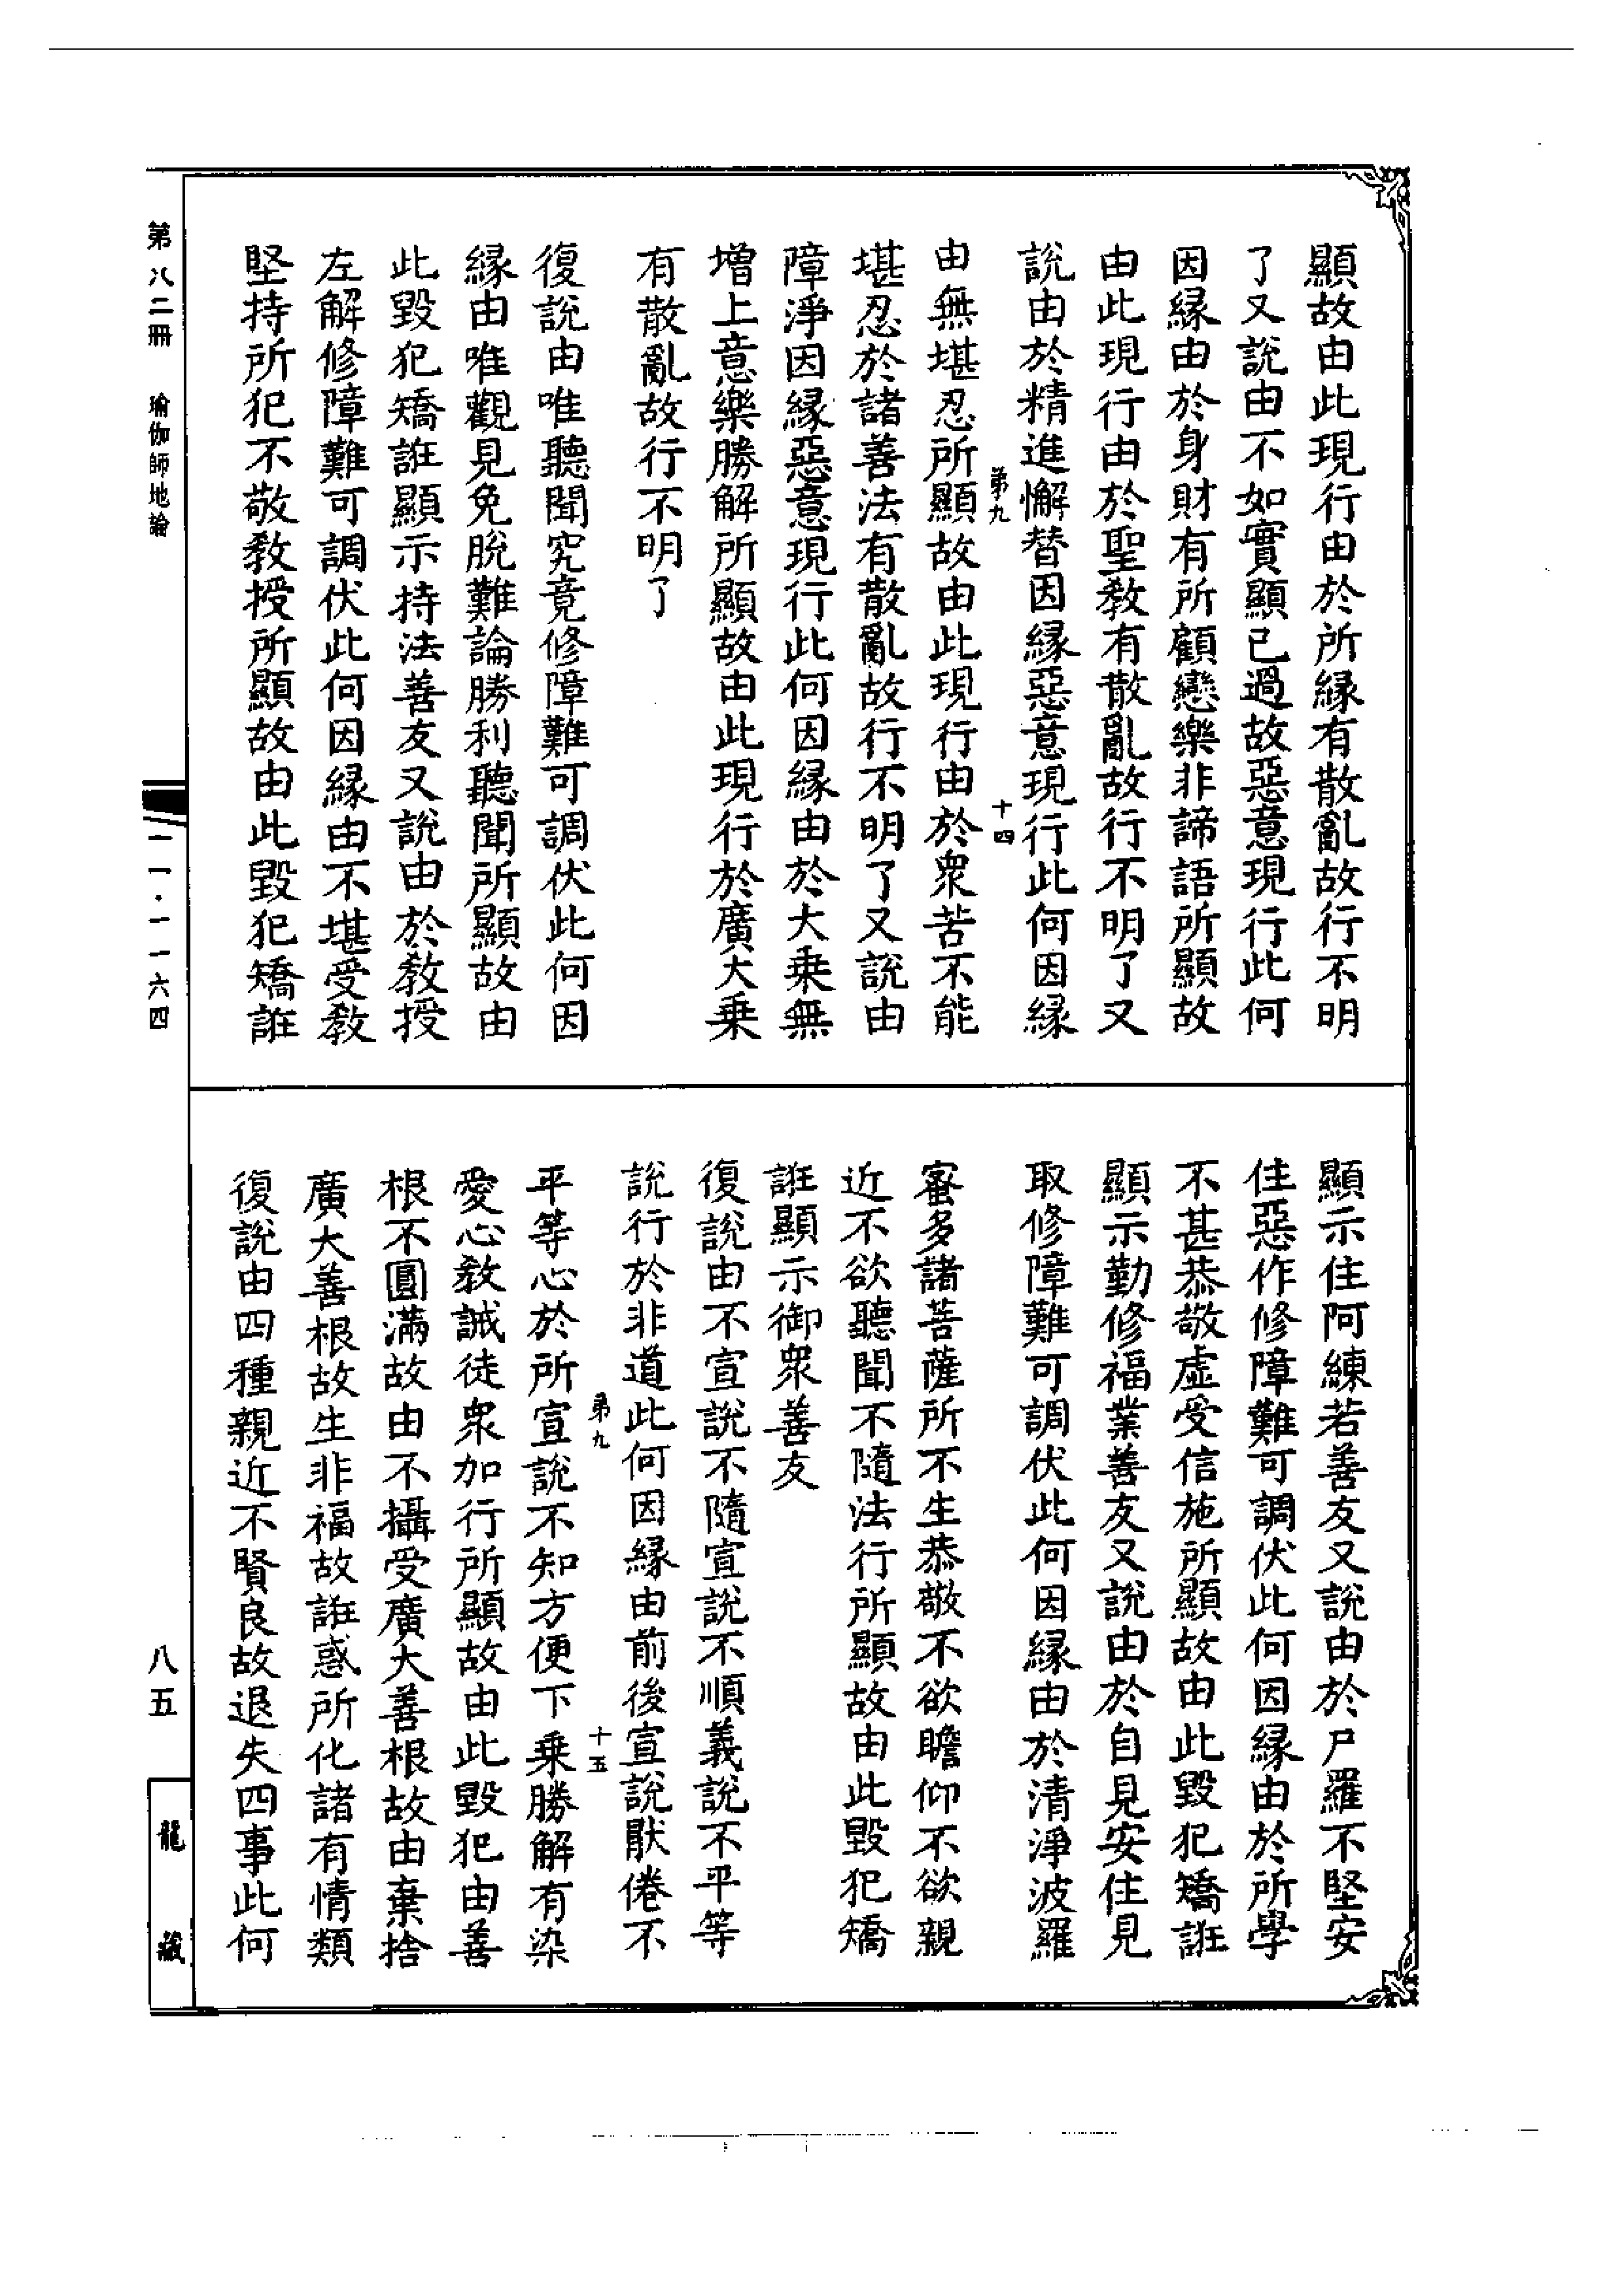 顯故由此現行由於所縁有散亂故行不明
了又說由不如實顯已過故惡意現行此何
因縁由於身財有所顧戀樂非諦語所顯故
由此現行由於聖教有散亂故行不明了又
說由於精進懈替因縁惡意現行此何因縁
第九 十四
由無堪忍所顯故由此現行由於衆苦不能
堪忍於諸善法有散亂故行不明了又說由
障淨因縁惡意現行此何因縁由於大乗無
增上意樂勝解所顯故由此現行於廣大乗
有散亂故行不明了
復說由唯聽聞究竟修障難可調伏此何因
縁由唯觀見免脫難論勝利聽聞所顯故由
此毀犯矯誑顯示持法善友又說由於教授
左解修障難可調伏此何因縁由不堪受教
堅持所犯不敬教授所顯故由此毀犯矯誑
顯示住阿練若善友又說由於尸羅不堅安
住惡作修障難可調伏此何因縁由於所學
不甚恭敬虛受信施所顯故由此毀犯矯誑
顯示勤修福業善友又說由於自見安住見
取修障難可調伏此何因縁由於清淨波羅
蜜多諸菩薩所不生恭敬不欲瞻仰不欲親
近不欲聽聞不隨法行所顯故由此毀犯矯
誑顯示御衆善友
復說由不宣說不隨宣說不順義說不平等
說行於非道此何因縁由前後宣說猒倦不
第九 十五
平等心於所宣說不知方便下乗勝解有染
愛心教誡徒衆加行所顯故由此毀犯由善
根不圓滿故由不攝受廣大善根故由棄捨
廣大善根故生非福故誑惑所化諸有情類
復說由四種親近不賢良故退失四事此何
第八二冊 瑜伽師地論
一一·一一六四
八五
龍藏